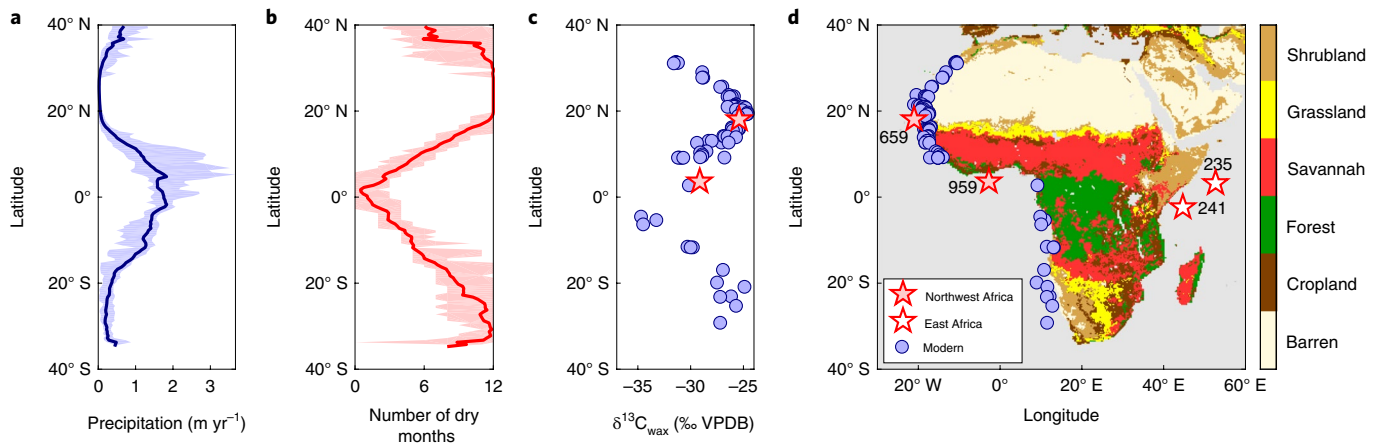 a
b
c
d
40° N
20° N
0°
20° S
40° S
Latitude
0
1
2
3
Precipitation (m yr⁻¹)
40° N
20° N
0°
20° S
40° S
Latitude
0
6
12
Number of dry
months
40° N
20° N
0°
20° S
40° S
Latitude
−35
−30
−25
δ¹³Cwax (‰ VPDB)
40° N
20° N
0°
20° S
40° S
Latitude
659
959
235
241
Northwest Africa
East Africa
Modern
20° W
0°
20° E
40° E
60° E
Longitude
Shrubland
Grassland
Savannah
Forest
Cropland
Barren